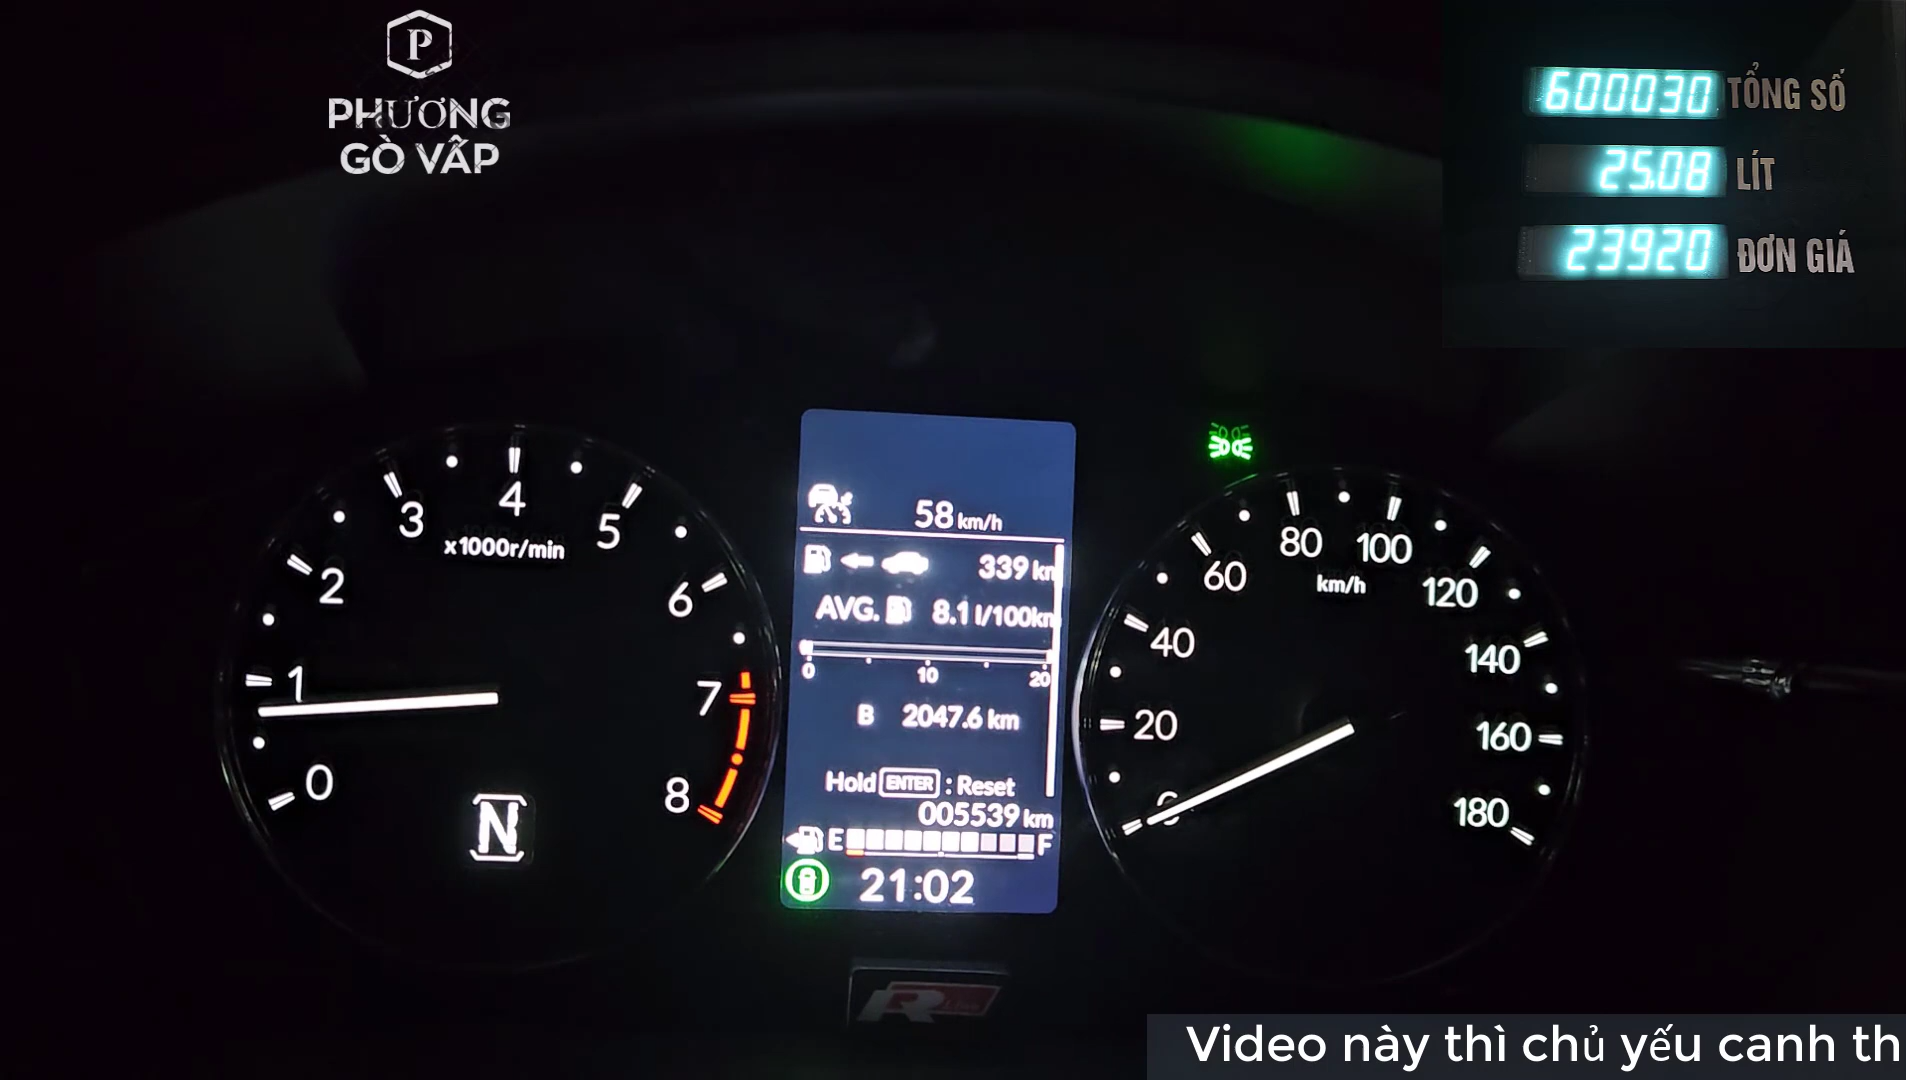 P
PHƯƠNG
GÒ VẤP
600030 TỔNG SỐ
25.08 LÍT
23920 ĐƠN GIÁ
0 1 2 3 4 5 6 7 8
x1000r/min
N
58 km/h
339 km
AVG. 8.1 l/100km
0 10 20
B 2047.6 km
Hold ENTER : Reset
005539 km
E F
21:02
0 20 40 60 80 100 120 140 160 180
km/h
R
Video này thì chủ yếu canh th